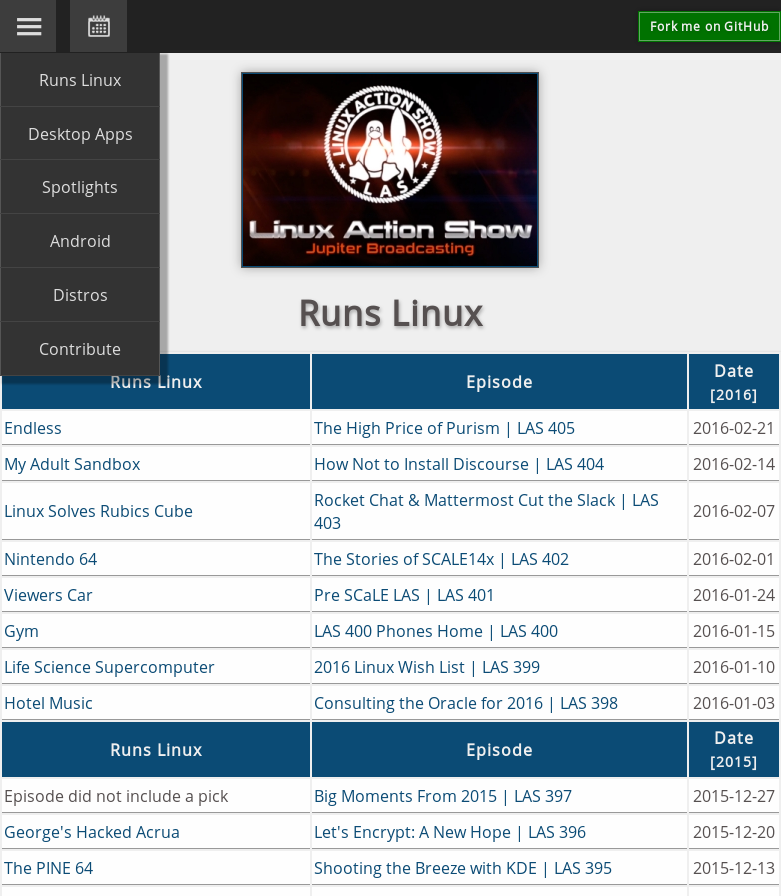 Fork me on GitHub
Runs Linux
Desktop Apps
Spotlights
Android
Distros
Contribute
LINUX ACTION SHOW
LAS
Linux Action Show
Jupiter Broadcasting
Runs Linux
Runs Linux Episode Date [2016]
Endless The High Price of Purism | LAS 405 2016-02-21
My Adult Sandbox How Not to Install Discourse | LAS 404 2016-02-14
Linux Solves Rubics Cube Rocket Chat & Mattermost Cut the Slack | LAS 403 2016-02-07
Nintendo 64 The Stories of SCALE14x | LAS 402 2016-02-01
Viewers Car Pre SCaLE LAS | LAS 401 2016-01-24
Gym LAS 400 Phones Home | LAS 400 2016-01-15
Life Science Supercomputer 2016 Linux Wish List | LAS 399 2016-01-10
Hotel Music Consulting the Oracle for 2016 | LAS 398 2016-01-03
Runs Linux Episode Date [2015]
Episode did not include a pick Big Moments From 2015 | LAS 397 2015-12-27
George's Hacked Acrua Let's Encrypt: A New Hope | LAS 396 2015-12-20
The PINE 64 Shooting the Breeze with KDE | LAS 395 2015-12-13